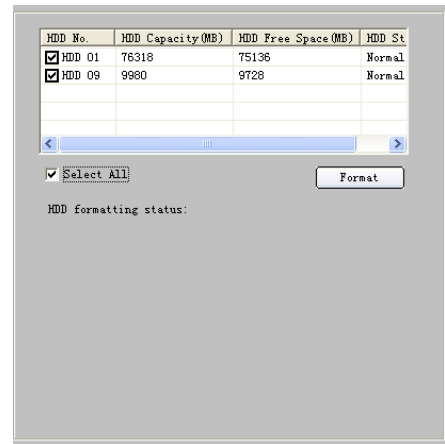 HDD No. HDD Capacity(MB) HDD Free Space(MB) HDD St
HDD 01 76318 75136 Normal
HDD 09 9980 9728 Normal
Select All Format
HDD formatting status: